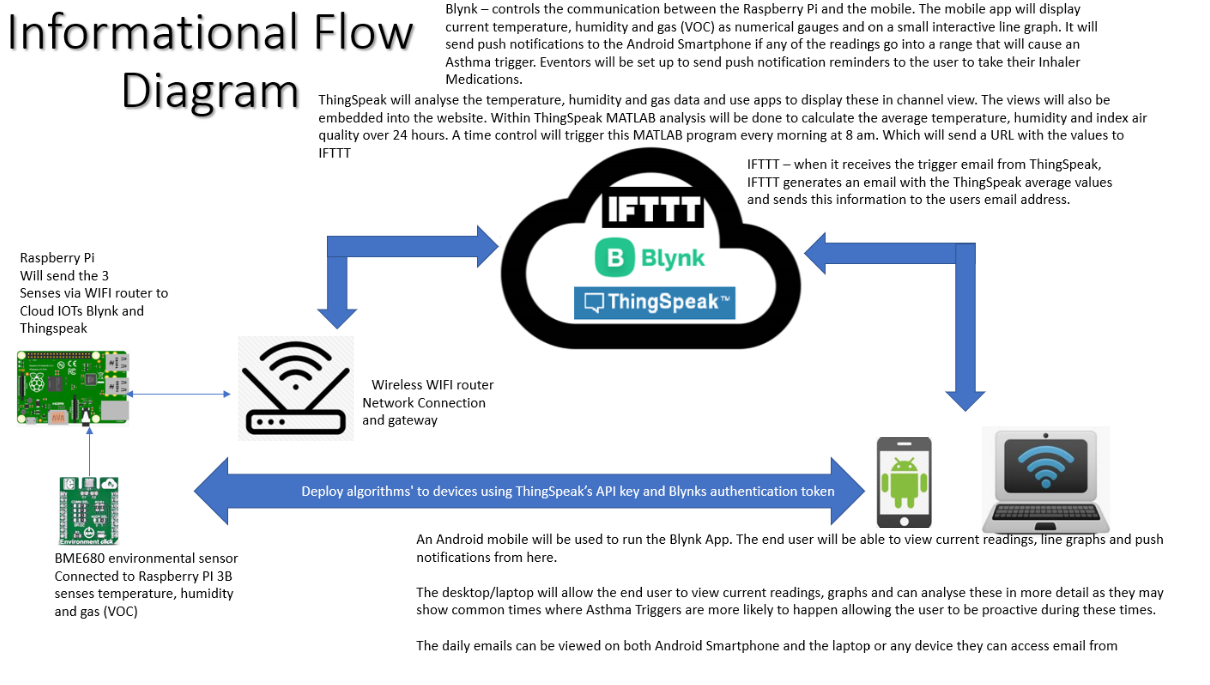 Informational Flow
Diagram
Blynk – controls the communication between the Raspberry Pi and the mobile. The mobile app will display
current temperature, humidity and gas (VOC) as numerical gauges and on a small interactive line graph. It will
send push notifications to the Android Smartphone if any of the readings go into a range that will cause an
Asthma trigger. Eventors will be set up to send push notification reminders to the user to take their Inhaler
Medications.
ThingSpeak will analyse the temperature, humidity and gas data and use apps to display these in channel view. The views will also be
embedded into the website. Within ThingSpeak MATLAB analysis will be done to calculate the average temperature, humidity and index air
quality over 24 hours. A time control will trigger this MATLAB program every morning at 8 am. Which will send a URL with the values to
IFTTT
IFTTT – when it receives the trigger email from ThingSpeak,
IFTTT generates an email with the ThingSpeak average values
and sends this information to the users email address.
IFTTT
B Blynk
ThingSpeak™
Raspberry Pi
Will send the 3
Senses via WIFI router to
Cloud IOTs Blynk and
Thingspeak
Wireless WIFI router
Network Connection
and gateway
Deploy algorithms' to devices using ThingSpeak's API key and Blynks authentication token
Environment click
BME680 environmental sensor
Connected to Raspberry PI 3B
senses temperature, humidity
and gas (VOC)
An Android mobile will be used to run the Blynk App. The end user will be able to view current readings, line graphs and push
notifications from here.
The desktop/laptop will allow the end user to view current readings, graphs and can analyse these in more detail as they may
show common times where Asthma Triggers are more likely to happen allowing the user to be proactive during these times.
The daily emails can be viewed on both Android Smartphone and the laptop or any device they can access email from